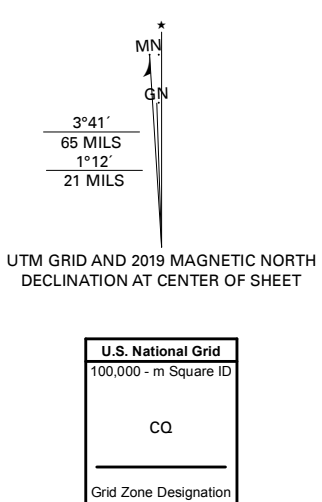 ★
MN
GN
3°41´
65 MILS
1°12´
21 MILS
UTM GRID AND 2019 MAGNETIC NORTH
DECLINATION AT CENTER OF SHEET
U.S. National Grid
100,000 - m Square ID
CQ
Grid Zone Designation